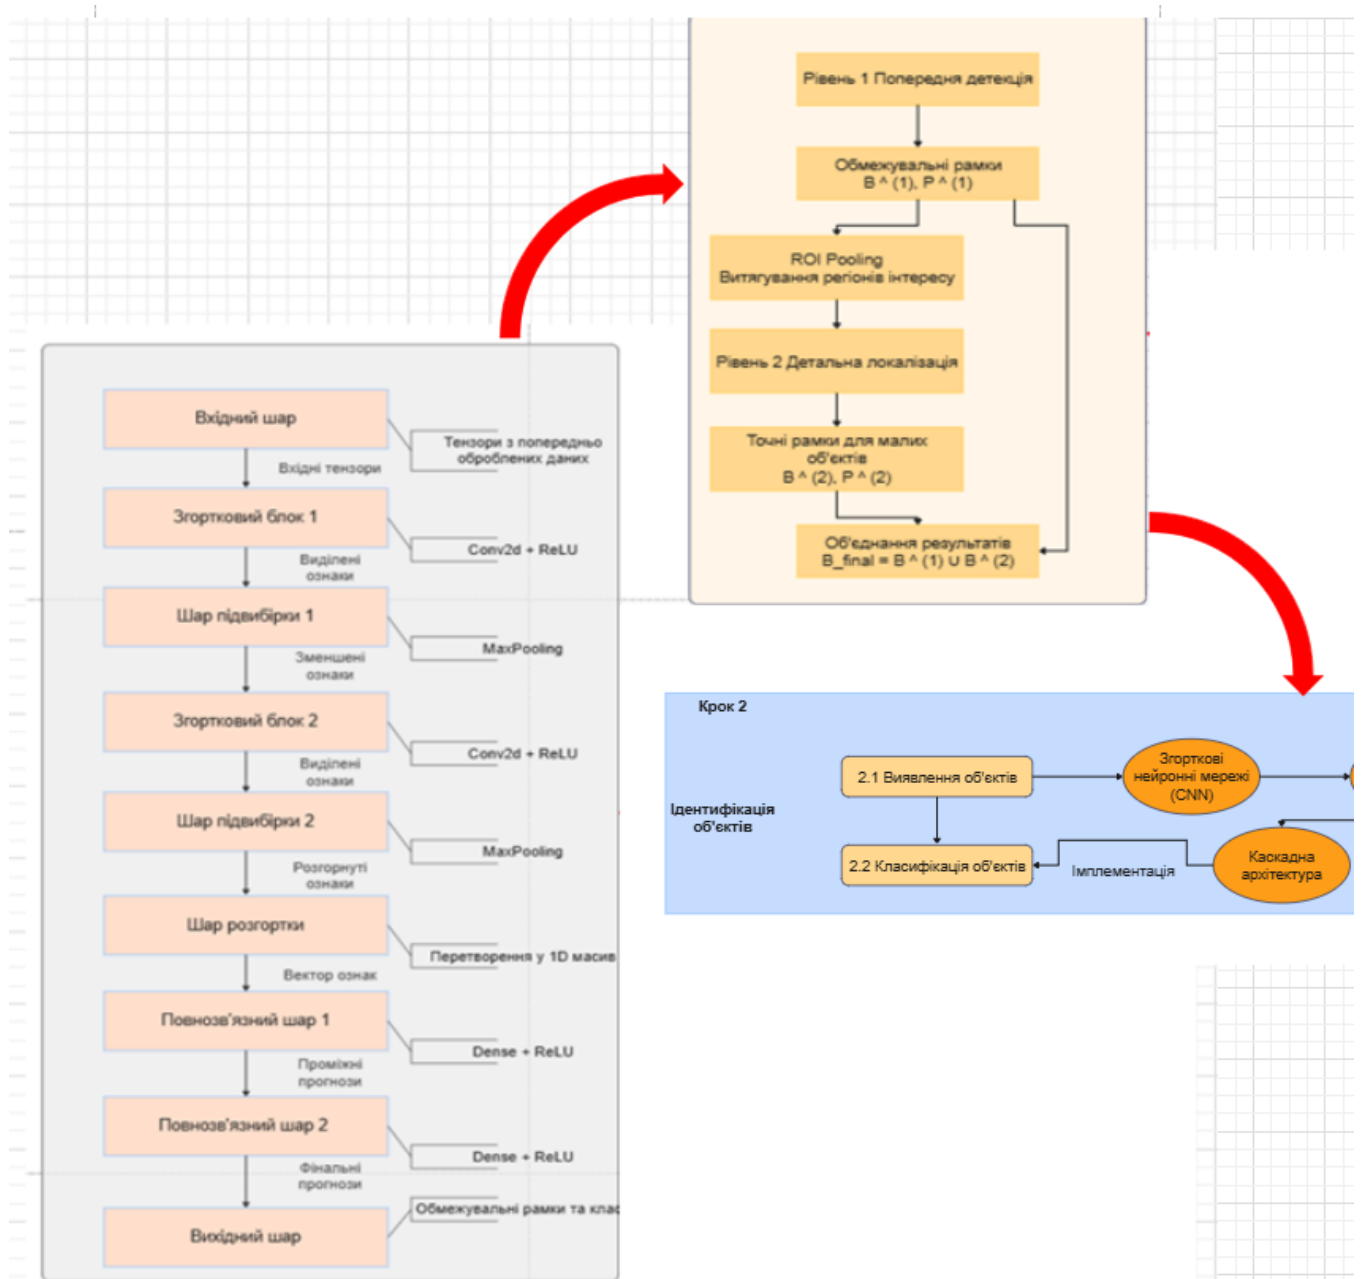 Рівень 1 Попередня детекція
Обмежувальні рамки
B ^ (1), P ^ (1)
ROI Pooling
Витягування регіонів інтересу
Рівень 2 Детальна локалізація
Точні рамки для малих
об'єктів
B ^ (2), P ^ (2)
Об'єднання результатів
B_final = B ^ (1) U B ^ (2)
Вхідний шар
Тензори з попередньо
оброблених даних
Вхідні тензори
Згортковий блок 1
Conv2d + ReLU
Виділені
ознаки
Шар підвибірки 1
MaxPooling
Зменшені
ознаки
Згортковий блок 2
Conv2d + ReLU
Виділені
ознаки
Шар підвибірки 2
MaxPooling
Розгорнуті
ознаки
Шар розгортки
Перетворення у 1D масив
Вектор ознак
Повнозв'язний шар 1
Dense + ReLU
Проміжні
прогнози
Повнозв'язний шар 2
Dense + ReLU
Фінальні
прогнози
Обмежувальні рамки та клас
Вихідний шар
Крок 2
Ідентифікація
об'єктів
2.1 Виявлення об'єктів
Згорткові
нейронні мережі
(CNN)
2.2 Класифікація об'єктів
Імплементація
Каскадна
архітектура